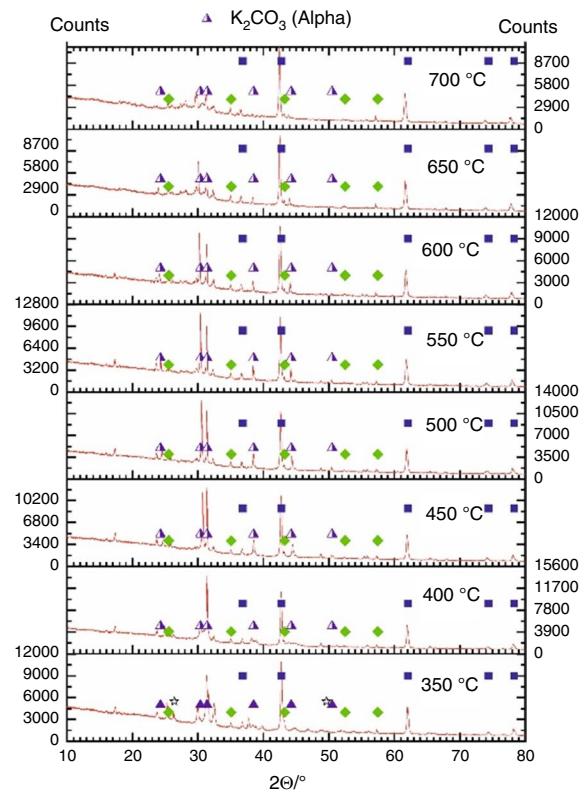 Counts
K₂CO₃ (Alpha)
Counts
8700
5800
2900
0
700 °C
8700
5800
2900
0
650 °C
12000
9000
6000
3000
0
600 °C
12800
9600
6400
3200
0
550 °C
14000
10500
7000
3500
0
500 °C
10200
6800
3400
0
450 °C
15600
11700
7800
3900
0
400 °C
12000
9000
6000
3000
0
350 °C
10 20 30 40 50 60 70 80
2Θ/°